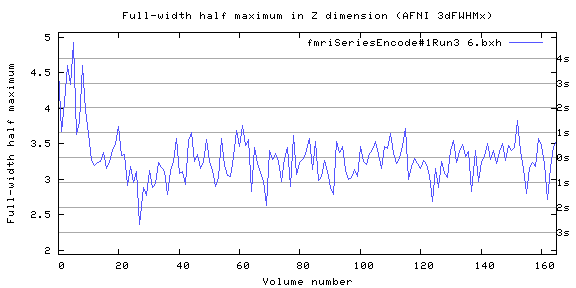 Full-width half maximum in Z dimension (AFNI 3dFWHMx)
fmriSeriesEncode#1Run3 6.bxh
5
4.5
4
3.5
3
2.5
2
4s
3s
2s
1s
0s
1s
2s
3s
Full-width half maximum
0 20 40 60 80 100 120 140 160
Volume number